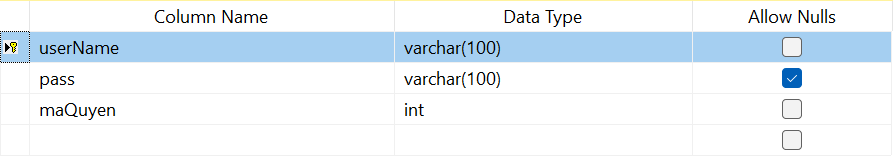 Column Name Data Type Allow Nulls
userName varchar(100)
pass varchar(100)
maQuyen int